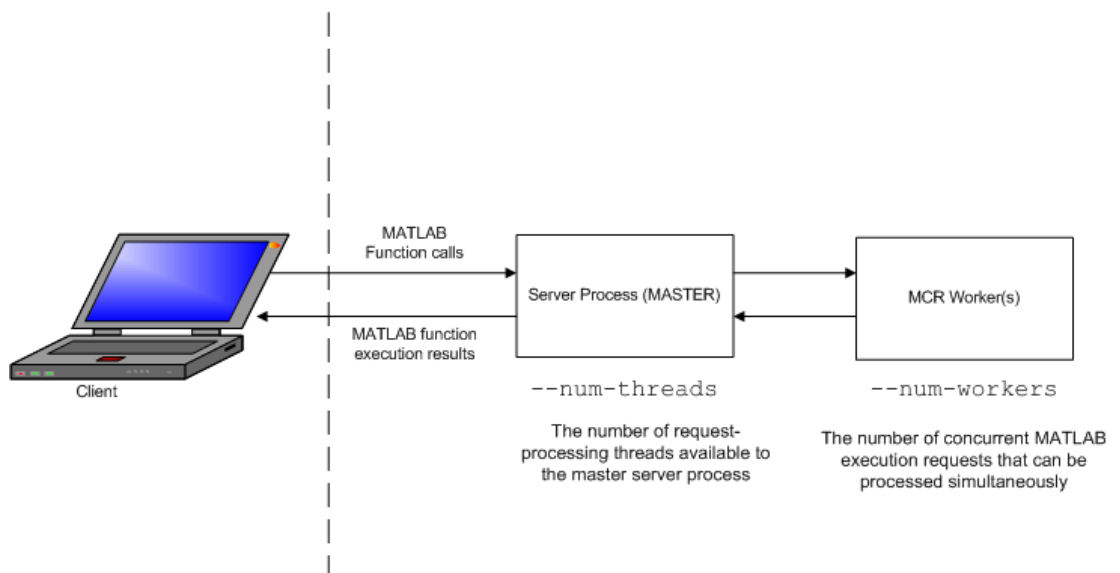 MATLAB
Function calls
MATLAB function
execution results
Client
Server Process (MASTER)
MCR Worker(s)
--num-threads
--num-workers
The number of request-
processing threads available to
the master server process
The number of concurrent MATLAB
execution requests that can be
processed simultaneously